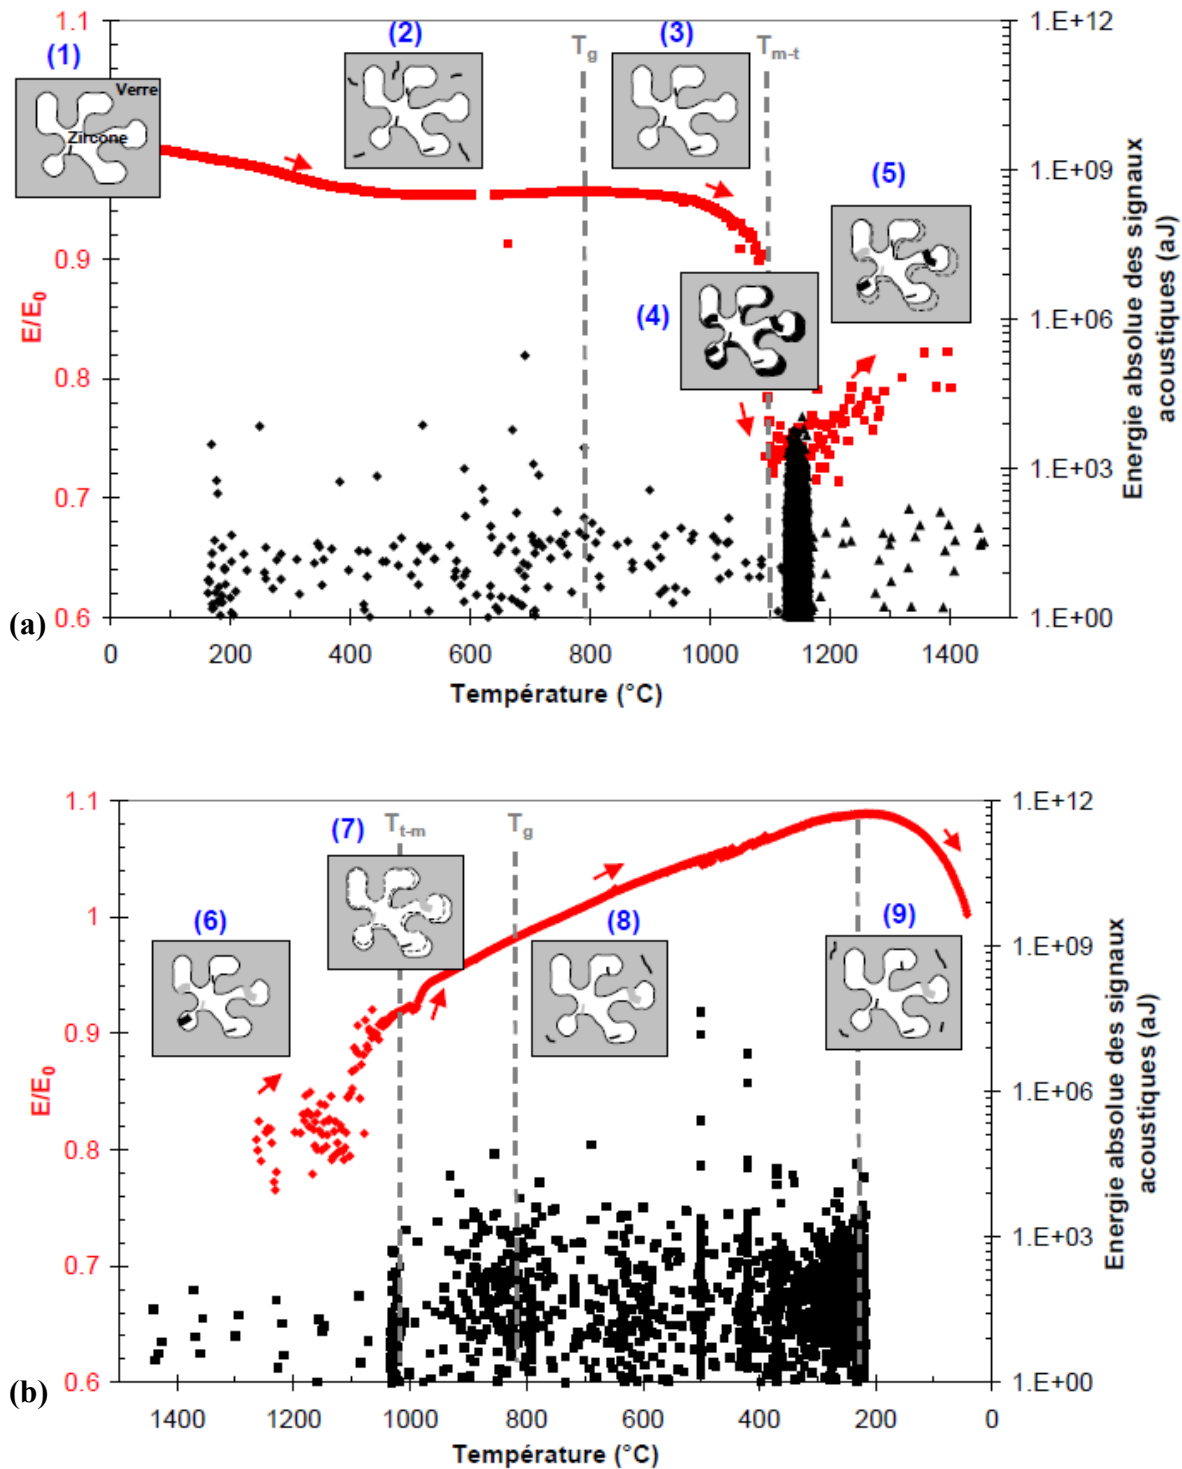 1.1
(1)
Verre
Zircone
(2)
Tg
(3)
Tm-t
1.E+12
(5)
1.E+09
0.9
(4)
1.E+06
0.8
1.E+03
0.7
0.6
1.E+00
E/E0
Energie absolue des signaux
acoustiques (aJ)
(a)
0 200 400 600 800 1000 1200 1400
Température (°C)
1.1
(7)
Tt-m
Tg
1.E+12
(6)
1
(8)
(9)
1.E+09
0.9
1.E+06
0.8
1.E+03
0.7
0.6
1.E+00
E/E0
Energie absolue des signaux
acoustiques (aJ)
(b)
1400 1200 1000 800 600 400 200 0
Température (°C)